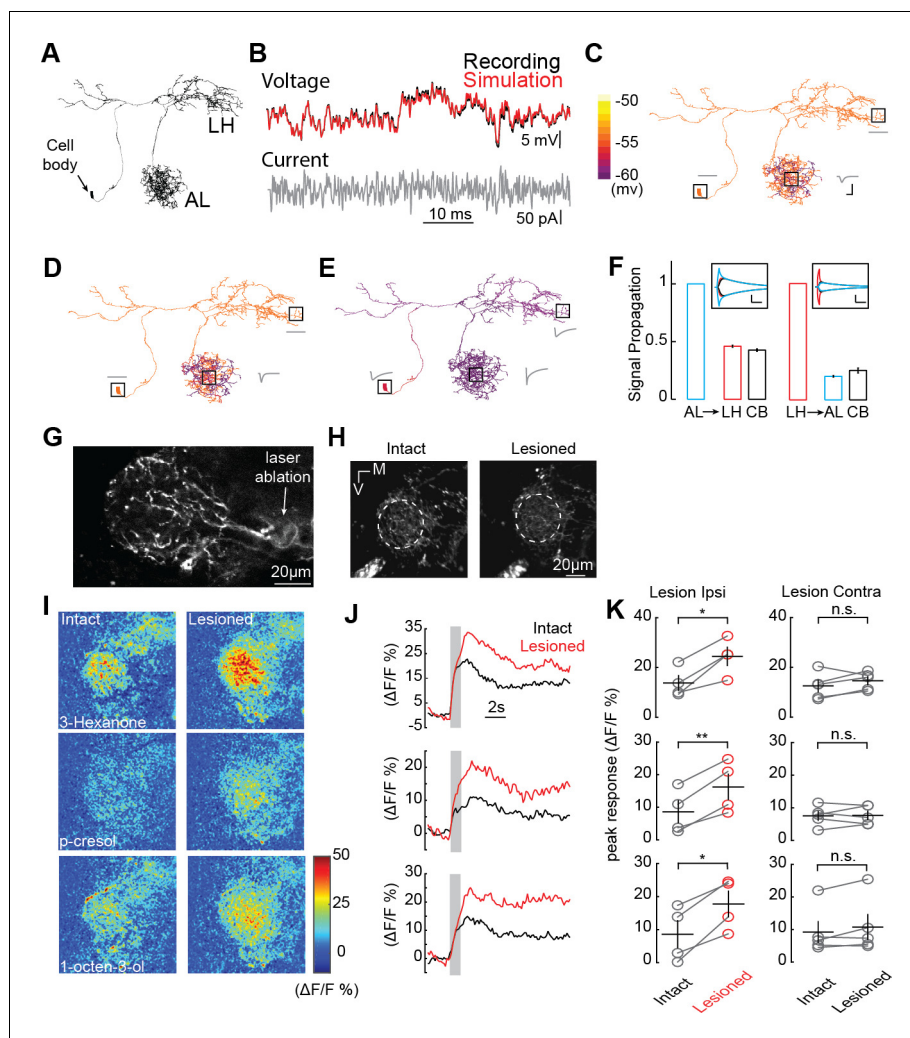 A
LH
Cell
body
AL
B
Recording
Simulation
Voltage
5 mV
Current
10 ms
50 pA
C
-50
-55
-60
(mv)
D
E
F
Signal Propagation
1
0.5
0
AL→LH CB
LH→AL CB
G
laser
ablation
20μm
H
Intact
Lesioned
M
V
20μm
I
Intact
Lesioned
3-Hexanone
p-cresol
1-octen-3-ol
50
25
0
(ΔF/F %)
J
Intact
Lesioned
(ΔF/F %)
35
25
15
5
-5
2s
(ΔF/F %)
20
10
0
(ΔF/F %)
30
20
10
0
K
Lesion Ipsi
Lesion Contra
peak response (ΔF/F %)
40
20
0
*
n.s.
30
20
10
0
**
n.s.
30
20
10
0
*
n.s.
Intact
Lesioned
Intact
Lesioned